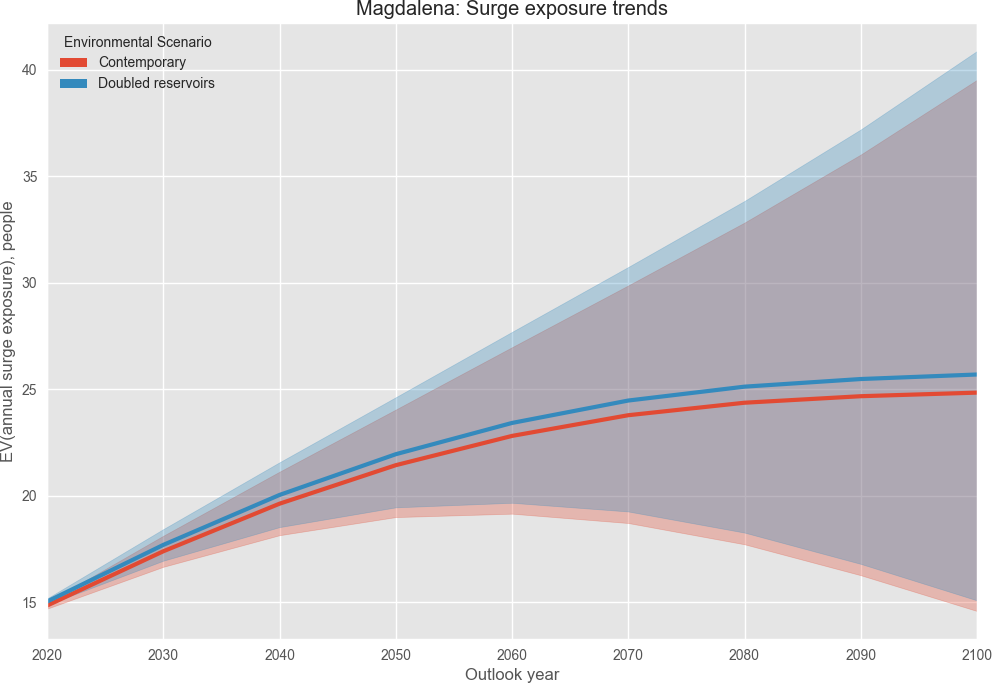 Magdalena: Surge exposure trends
Environmental Scenario
Contemporary
Doubled reservoirs
EV(annual surge exposure), people
40
35
30
25
20
15
2020 2030 2040 2050 2060 2070 2080 2090 2100
Outlook year